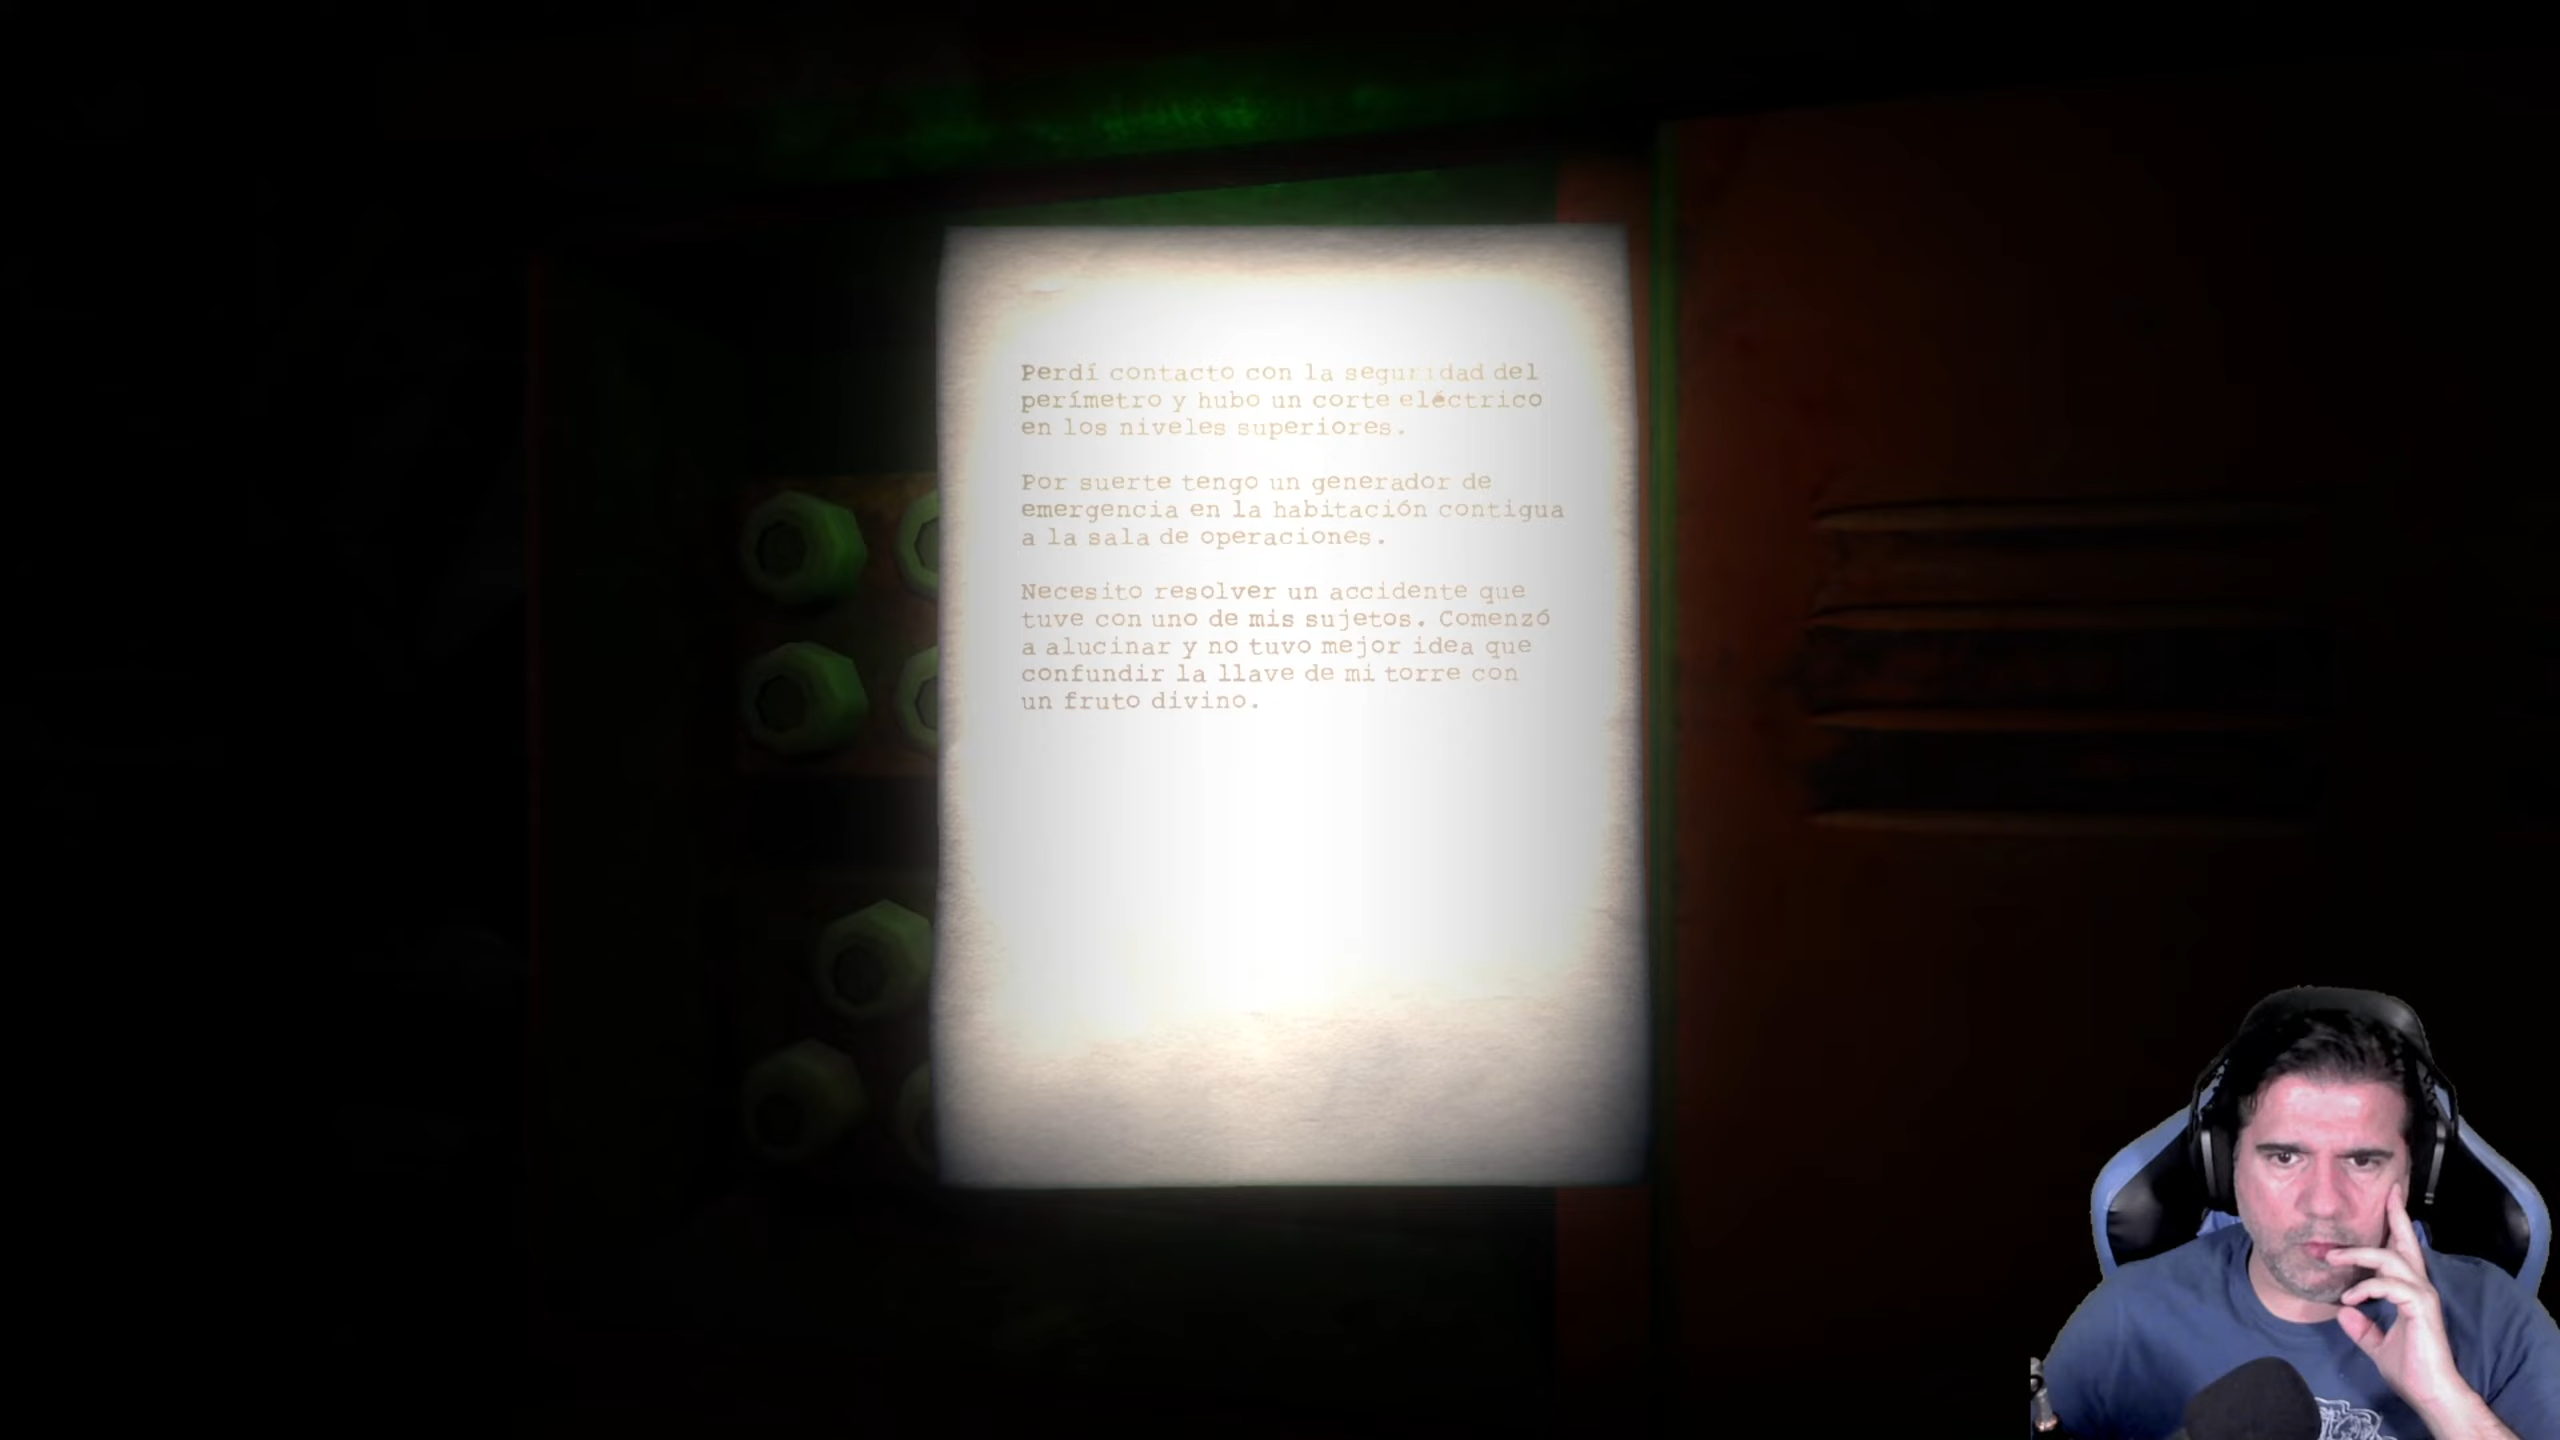 Perdí contacto con la seguridad del
perímetro y hubo un corte eléctrico
en los niveles superiores.
Por suerte tengo un generador de
emergencia en la habitación contigua
a la sala de operaciones.
Necesito resolver un accidente que
tuve con uno de mis sujetos. Comenzó
a alucinar y no tuvo mejor idea que
confundir la llave de mi torre con
un fruto divino.